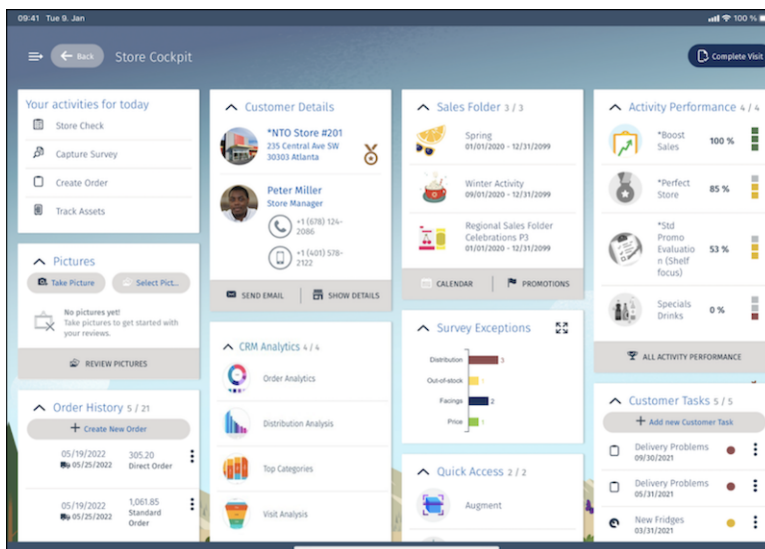 09:41 Tue 9. Jan
100 %
Back
Store Cockpit
Complete Visit
Your activities for today
Store Check
Capture Survey
Create Order
Track Assets
Pictures
Take Picture
Select Pict...
No pictures yet!
Take pictures to get started with
your reviews.
REVIEW PICTURES
Order History 5 / 21
Create New Order
05/19/2022 305.20
05/25/2022 Direct Order
05/19/2022 1,061.85
05/25/2022 Standard
Order
Customer Details
*NTO Store #201
235 Central Ave SW
30303 Atlanta
Peter Miller
Store Manager
+1 (678) 124-
2086
+1 (401) 578-
2122
SEND EMAIL
SHOW DETAILS
CRM Analytics 4 / 4
Order Analytics
Distribution Analysis
Top Categories
Visit Analysis
Sales Folder 3 / 3
Spring
01/01/2020 - 12/31/2099
Winter Activity
09/01/2020 - 12/31/2099
Regional Sales Folder
Celebrations P3
01/01/2020 - 12/31/2099
CALENDAR
PROMOTIONS
Survey Exceptions
Distribution 3
Out-of-stock 1
Facings 2
Price 1
Quick Access 2 / 2
Augment
Activity Performance 4 / 4
*Boost
Sales
100 %
*Perfect
Store
85 %
*Std
Promo
Evaluatio
n (Shelf
focus)
53 %
Specials
Drinks
0 %
ALL ACTIVITY PERFORMANCE
Customer Tasks 5 / 5
Add new Customer Task
Delivery Problems
09/30/2021
Delivery Problems
05/31/2021
New Fridges
03/31/2021